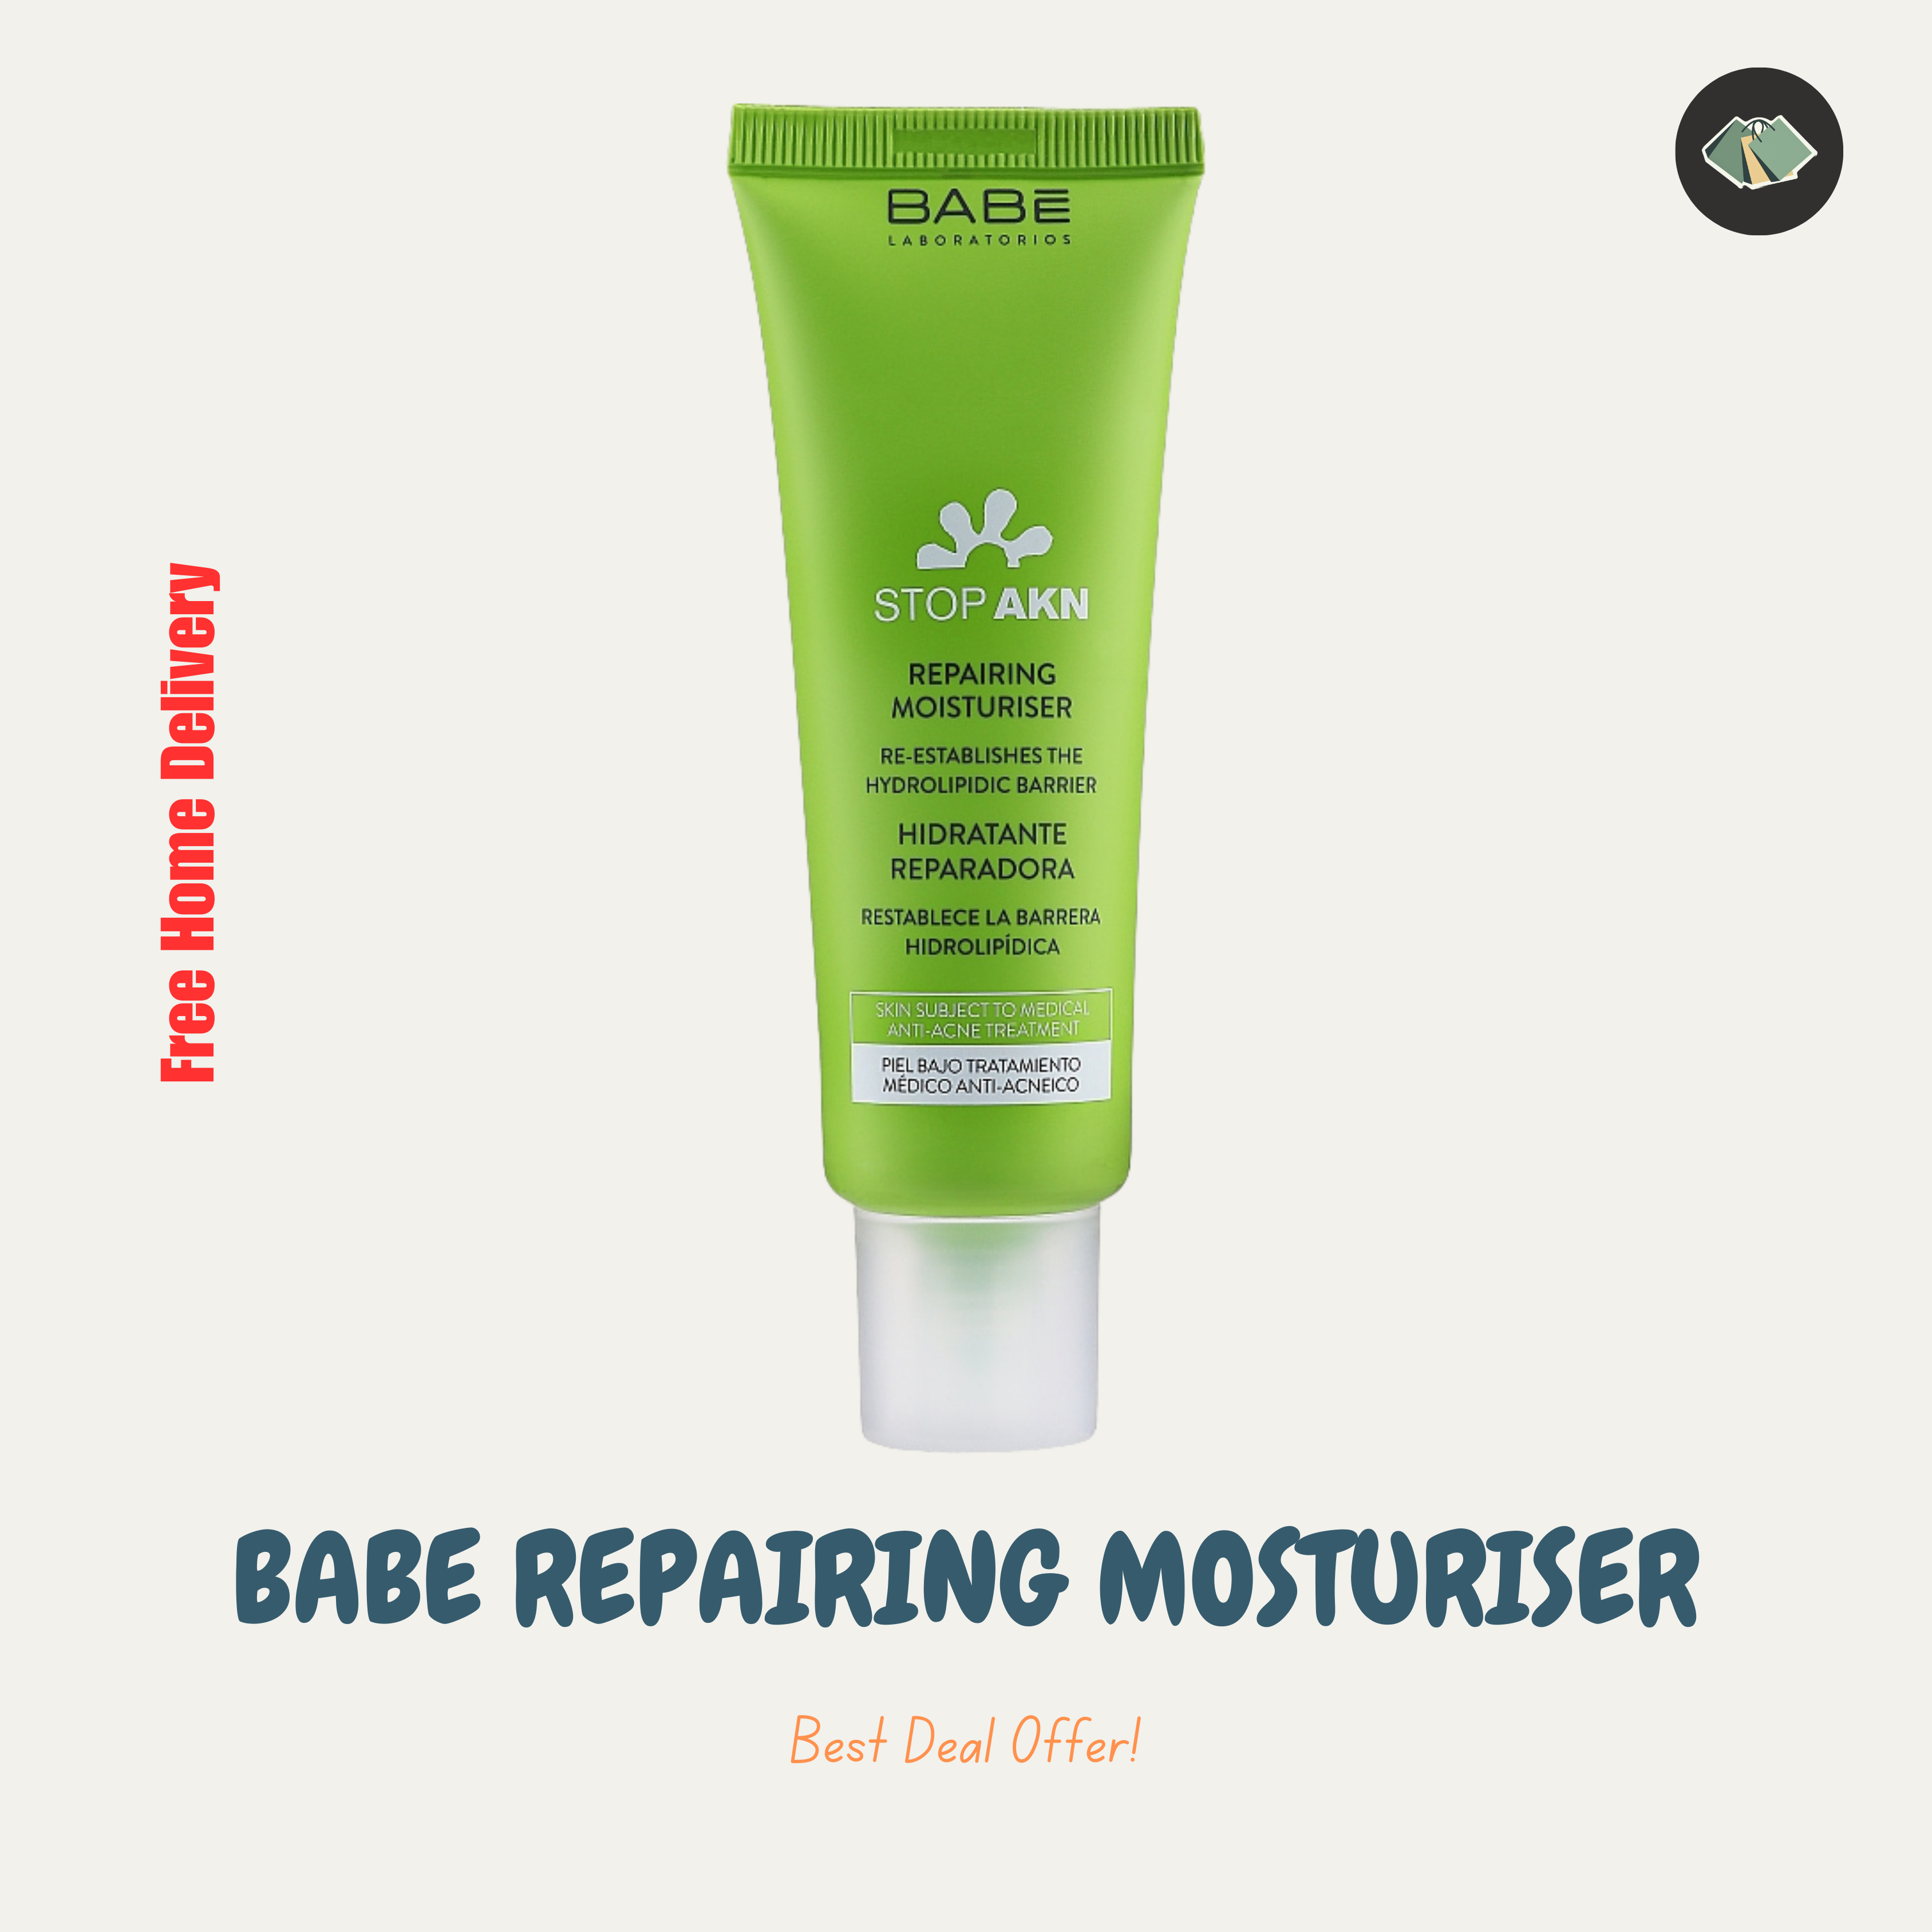 BABÉ
LABORATORIOS
STOP AKN
REPAIRING
MOISTURISER
RE-ESTABLISHES THE
HYDROLIPIDIC BARRIER
HIDRATANTE
REPARADORA
RESTABLECE LA BARRERA
HIDROLIPÍDICA
SKIN SUBJECT TO MEDICAL
ANTI-ACNE TREATMENT
PIEL BAJO TRATAMIENTO
MÉDICO ANTI-ACNEICO
Free Home Delivery
BABE REPAIRING MOSTURISER
Best Deal Offer!